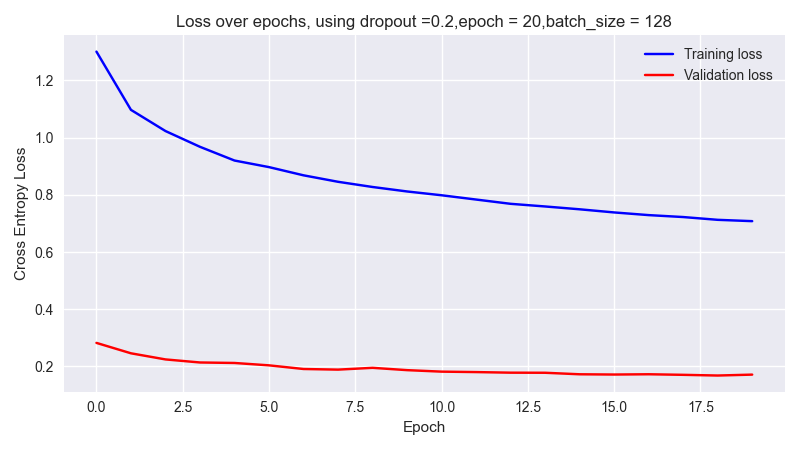 Loss over epochs, using dropout =0.2,epoch = 20,batch_size = 128
Training loss
Validation loss
Cross Entropy Loss
1.2
1.0
0.8
0.6
0.4
0.2
0.0 2.5 5.0 7.5 10.0 12.5 15.0 17.5
Epoch